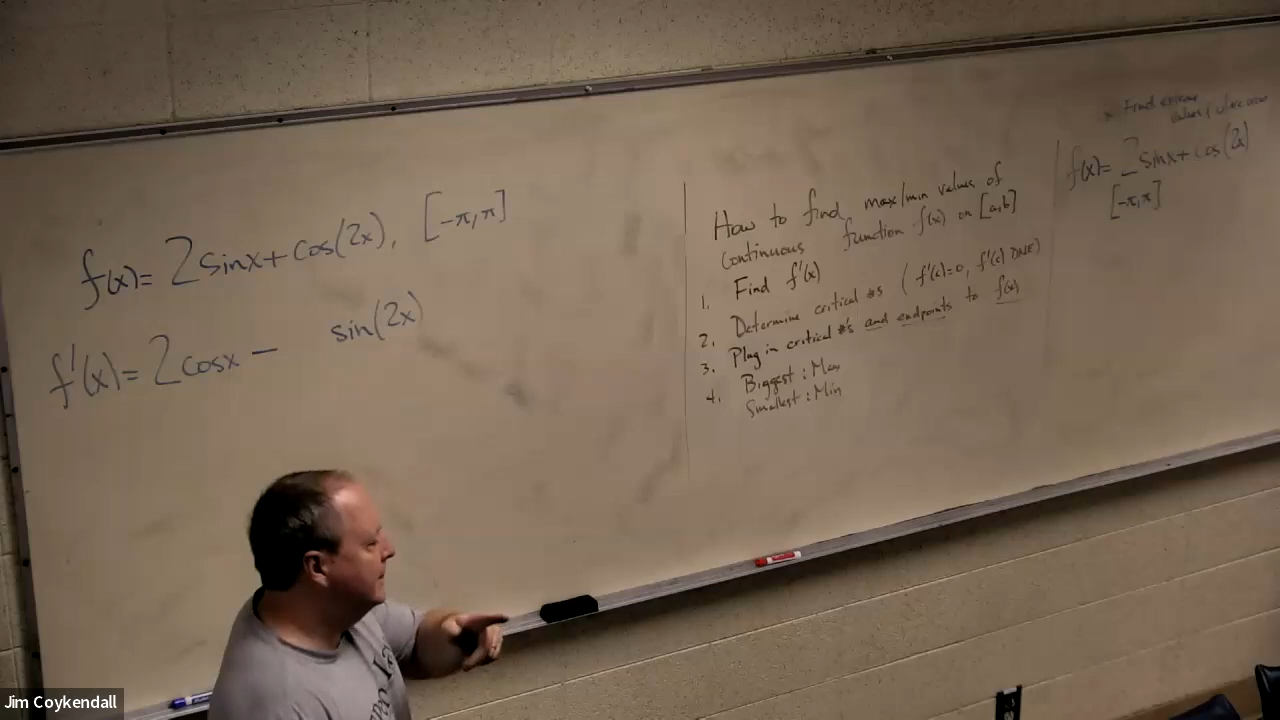 f(x)= 2sinx+cos(2x), [-π,π]
f'(x)= 2cosx - sin(2x)
How to find max/min values of
continuous function f(x) on [a,b]
1. Find f'(x)
2. Determine critical #s (f'(c)=0, f'(c) DNE)
3. Plug in critical #'s and endpoints to f(x)
4. Biggest : Max
Smallest : Min
Find
values
f(x)= 2sinx+cos(2x)
[-π,π]
Jim Coykendall